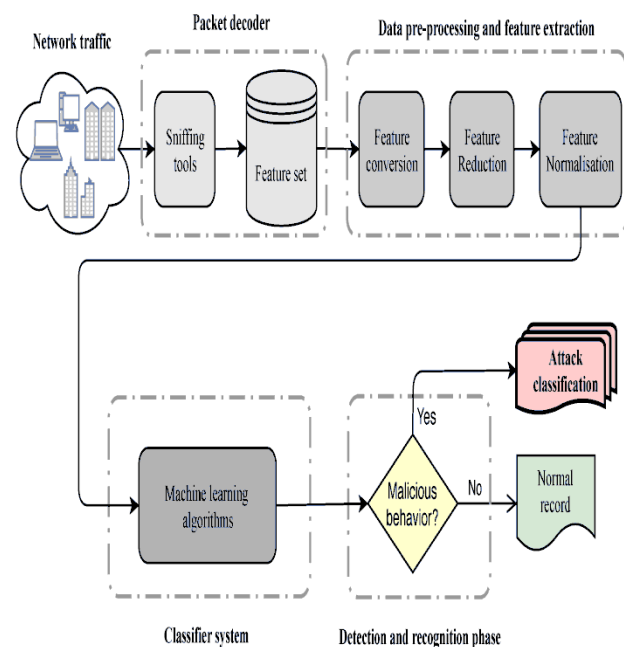 Network traffic
Packet decoder
Data pre-processing and feature extraction
Sniffing
tools
Feature set
Feature
conversion
Feature
Reduction
Feature
Normalisation
Attack
classification
Yes
Machine learning
algorithms
Malicious
behavior?
No
Normal
record
Classifier system
Detection and recognition phase